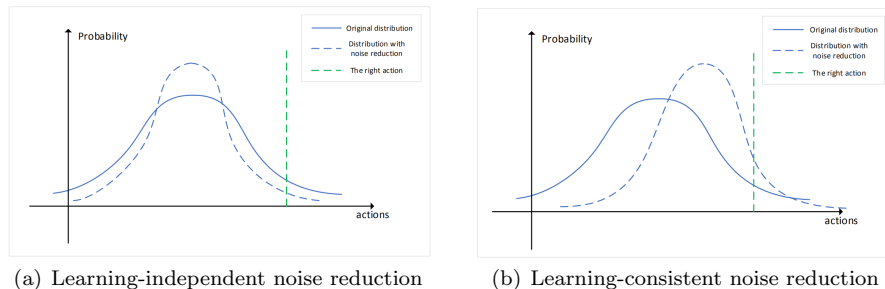 Probability
Original distribution
Distribution with
noise reduction
The right action
actions
(a) Learning-independent noise reduction
Probability
Original distribution
Distribution with
noise reduction
The right action
actions
(b) Learning-consistent noise reduction